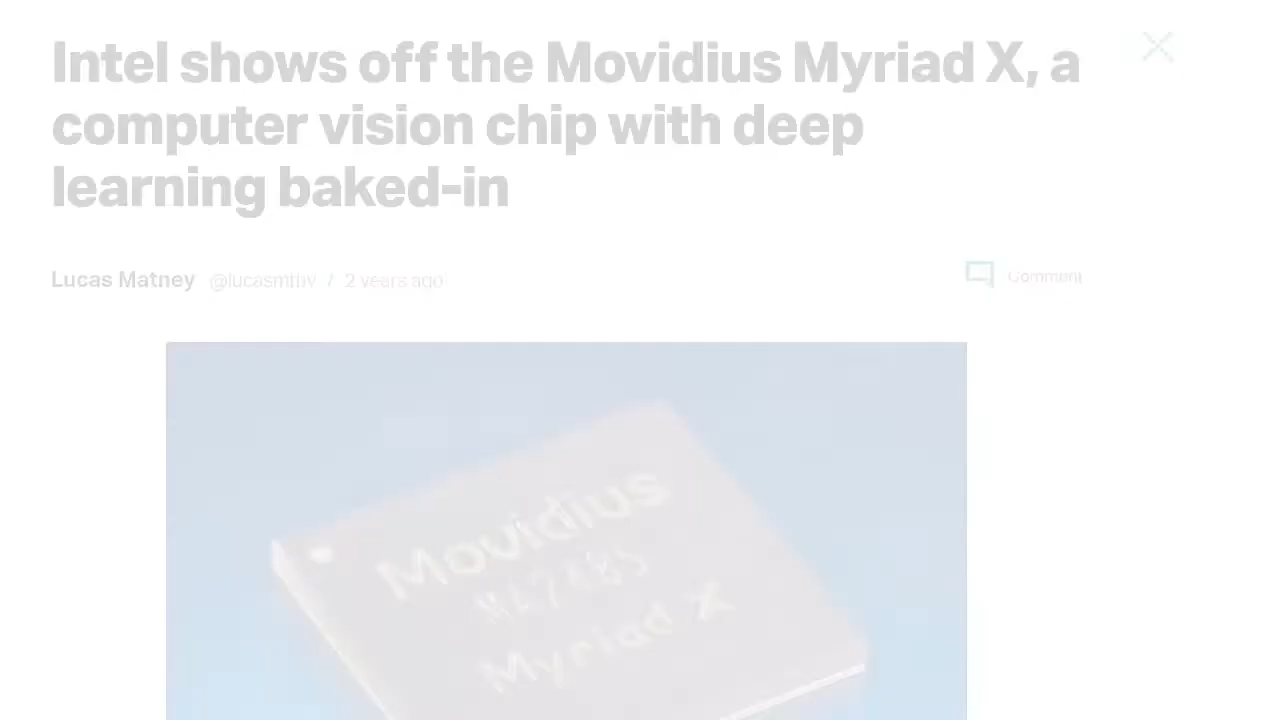 Intel shows off the Movidius Myriad X, a
computer vision chip with deep
learning baked-in
Lucas Matney @lucasmtny / 2 years ago
Comment
Movidius
Myriad X